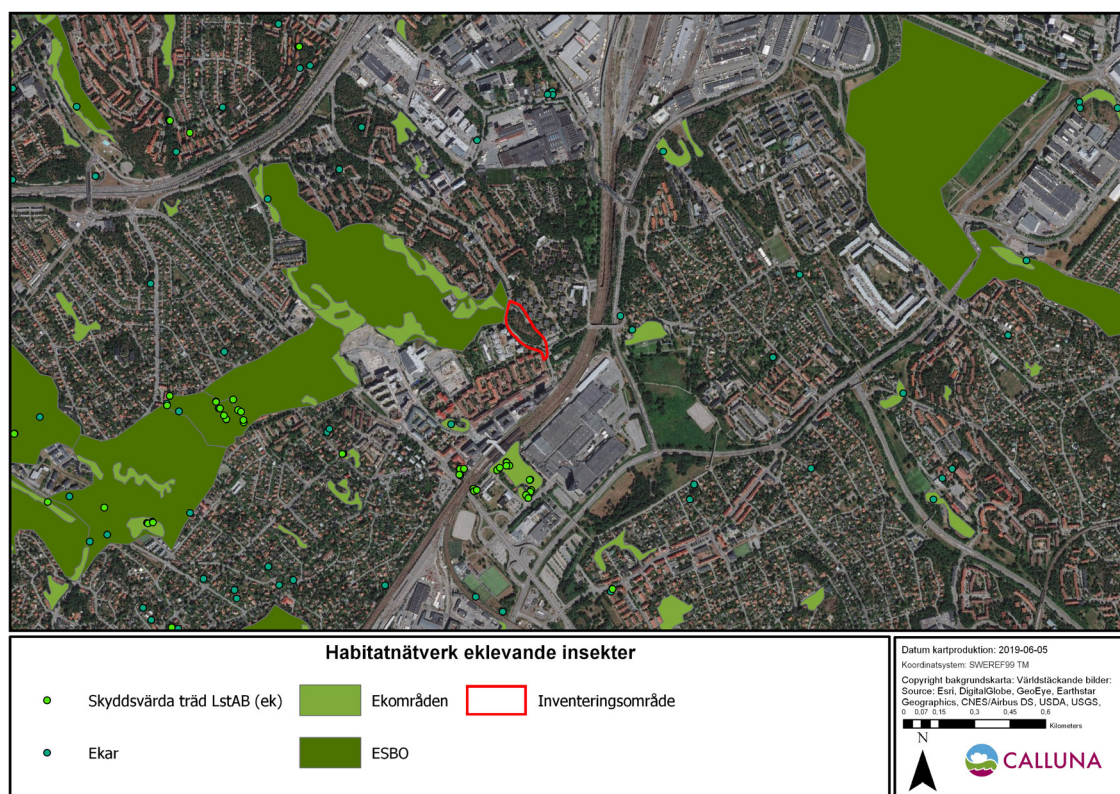 Habitatnätverk eklevande insekter
Skyddsvärda träd LstAB (ek)
Ekområden
Inventeringsområde
Ekar
ESBO
Datum kartproduktion: 2019-06-05
Koordinatsystem: SWEREF99 TM
Copyright bakgrundskarta: Världstäckande bilder:
Source: Esri, DigitalGlobe, GeoEye, Earthstar
Geographics, CNES/Airbus DS, USDA, USGS,
0 0,07 0,15 0,3 0,45 0,6
Kilometers
N
CALLUNA